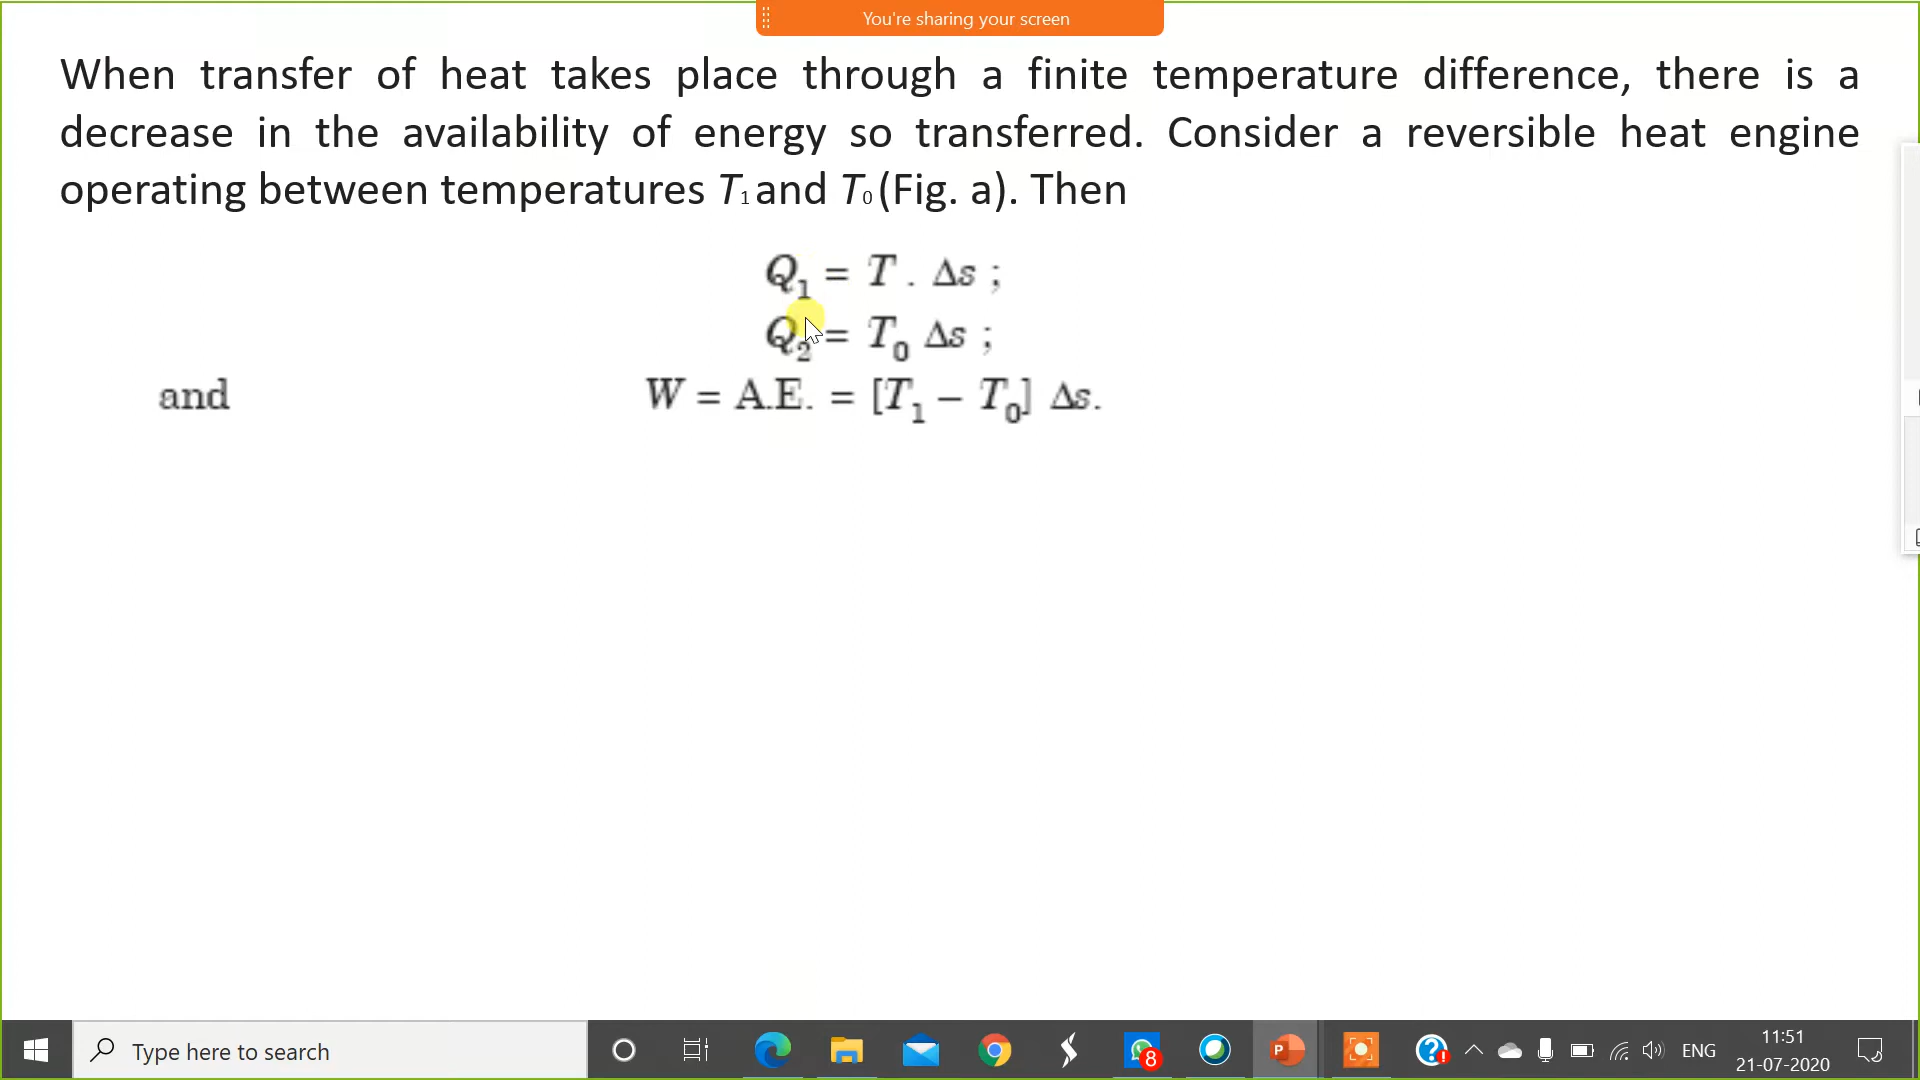 You're sharing your screen
When transfer of heat takes place through a finite temperature difference, there is a
decrease in the availability of energy so transferred. Consider a reversible heat engine
operating between temperatures T₁ and T₀ (Fig. a). Then
Q₁ = T . Δs ;
Q₂ = T₀ Δs ;
and W = A.E. = [T₁ – T₀] Δs.
Type here to search
8
ENG
11:51
21-07-2020